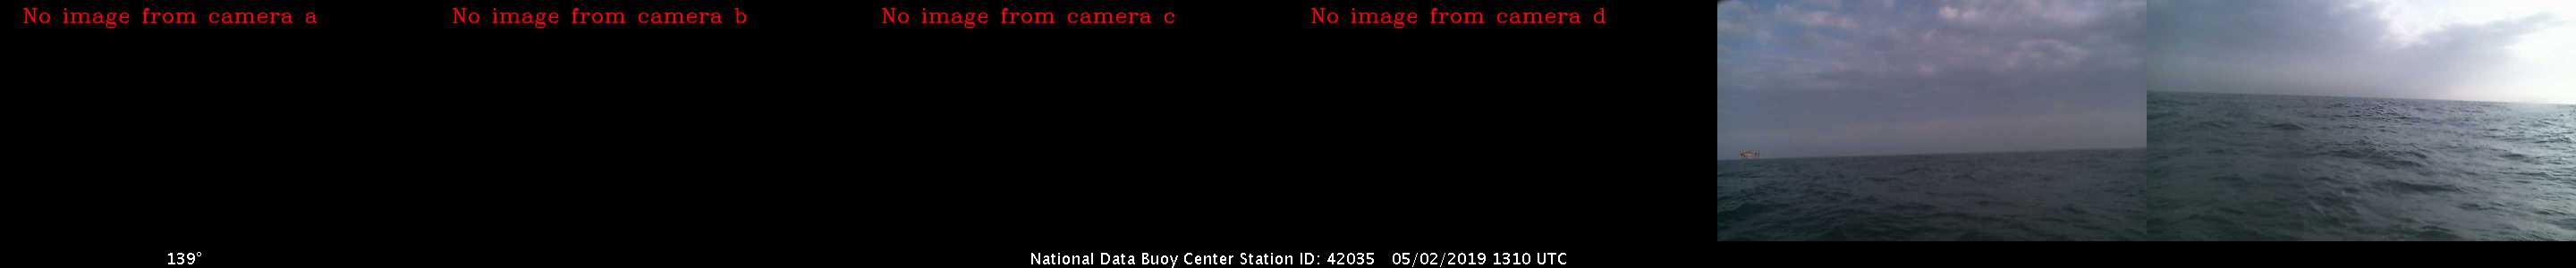 No image from camera a
No image from camera b
No image from camera c
No image from camera d
139°
National Data Buoy Center Station ID: 42035 05/02/2019 1310 UTC